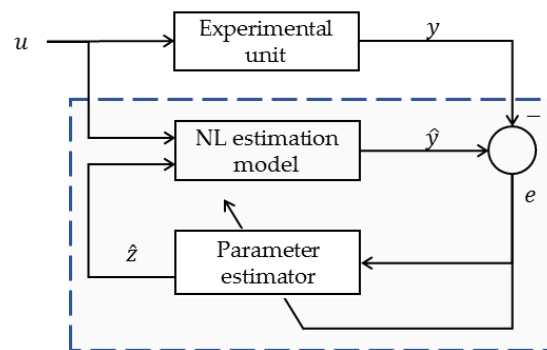 Experimental
unit
u
y
−
NL estimation
model
ŷ
e
ẑ
Parameter
estimator